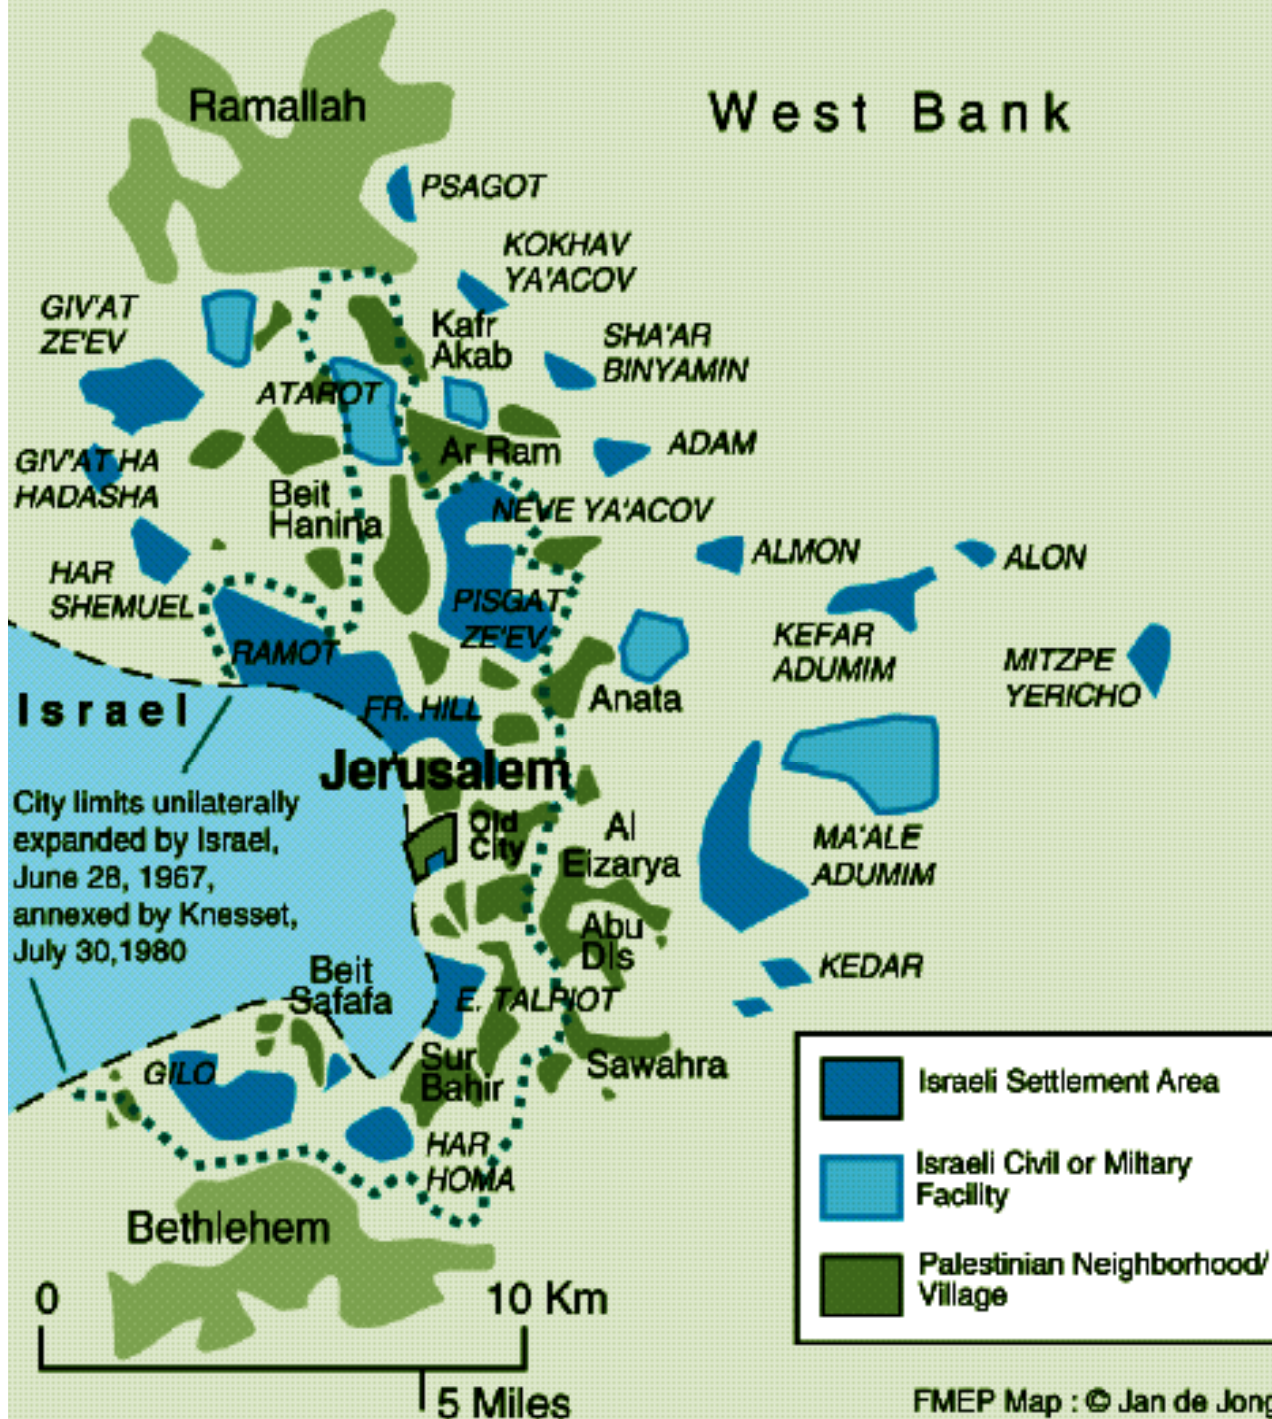 Ramallah
West Bank
PSAGOT
KOKHAV
YA'ACOV
GIV'AT
ZE'EV
Kafr
Akab
SHA'AR
BINYAMIN
ATAROT
GIV'AT HA
HADASHA
Ar Ram
ADAM
Beit
Hanina
NEVE YA'ACOV
ALMON
ALON
HAR
SHEMUEL
PISGAT
ZE'EV
RAMOT
KEFAR
ADUMIM
MITZPE
YERICHO
Anata
Israel
FR. HILL
Jerusalem
City limits unilaterally
expanded by Israel,
June 28, 1967,
annexed by Knesset,
July 30,1980
Old
City
Al
Eizarya
MA'ALE
ADUMIM
Abu
Dis
KEDAR
Beit
Safafa
E. TALPIOT
GILO
Sur
Bahir
Sawahra
HAR
HOMA
Israeli Settlement Area
Israeli Civil or Miltary
Facility
Palestinian Neighborhood/
Village
Bethlehem
0
10 Km
5 Miles
FMEP Map : © Jan de Jong